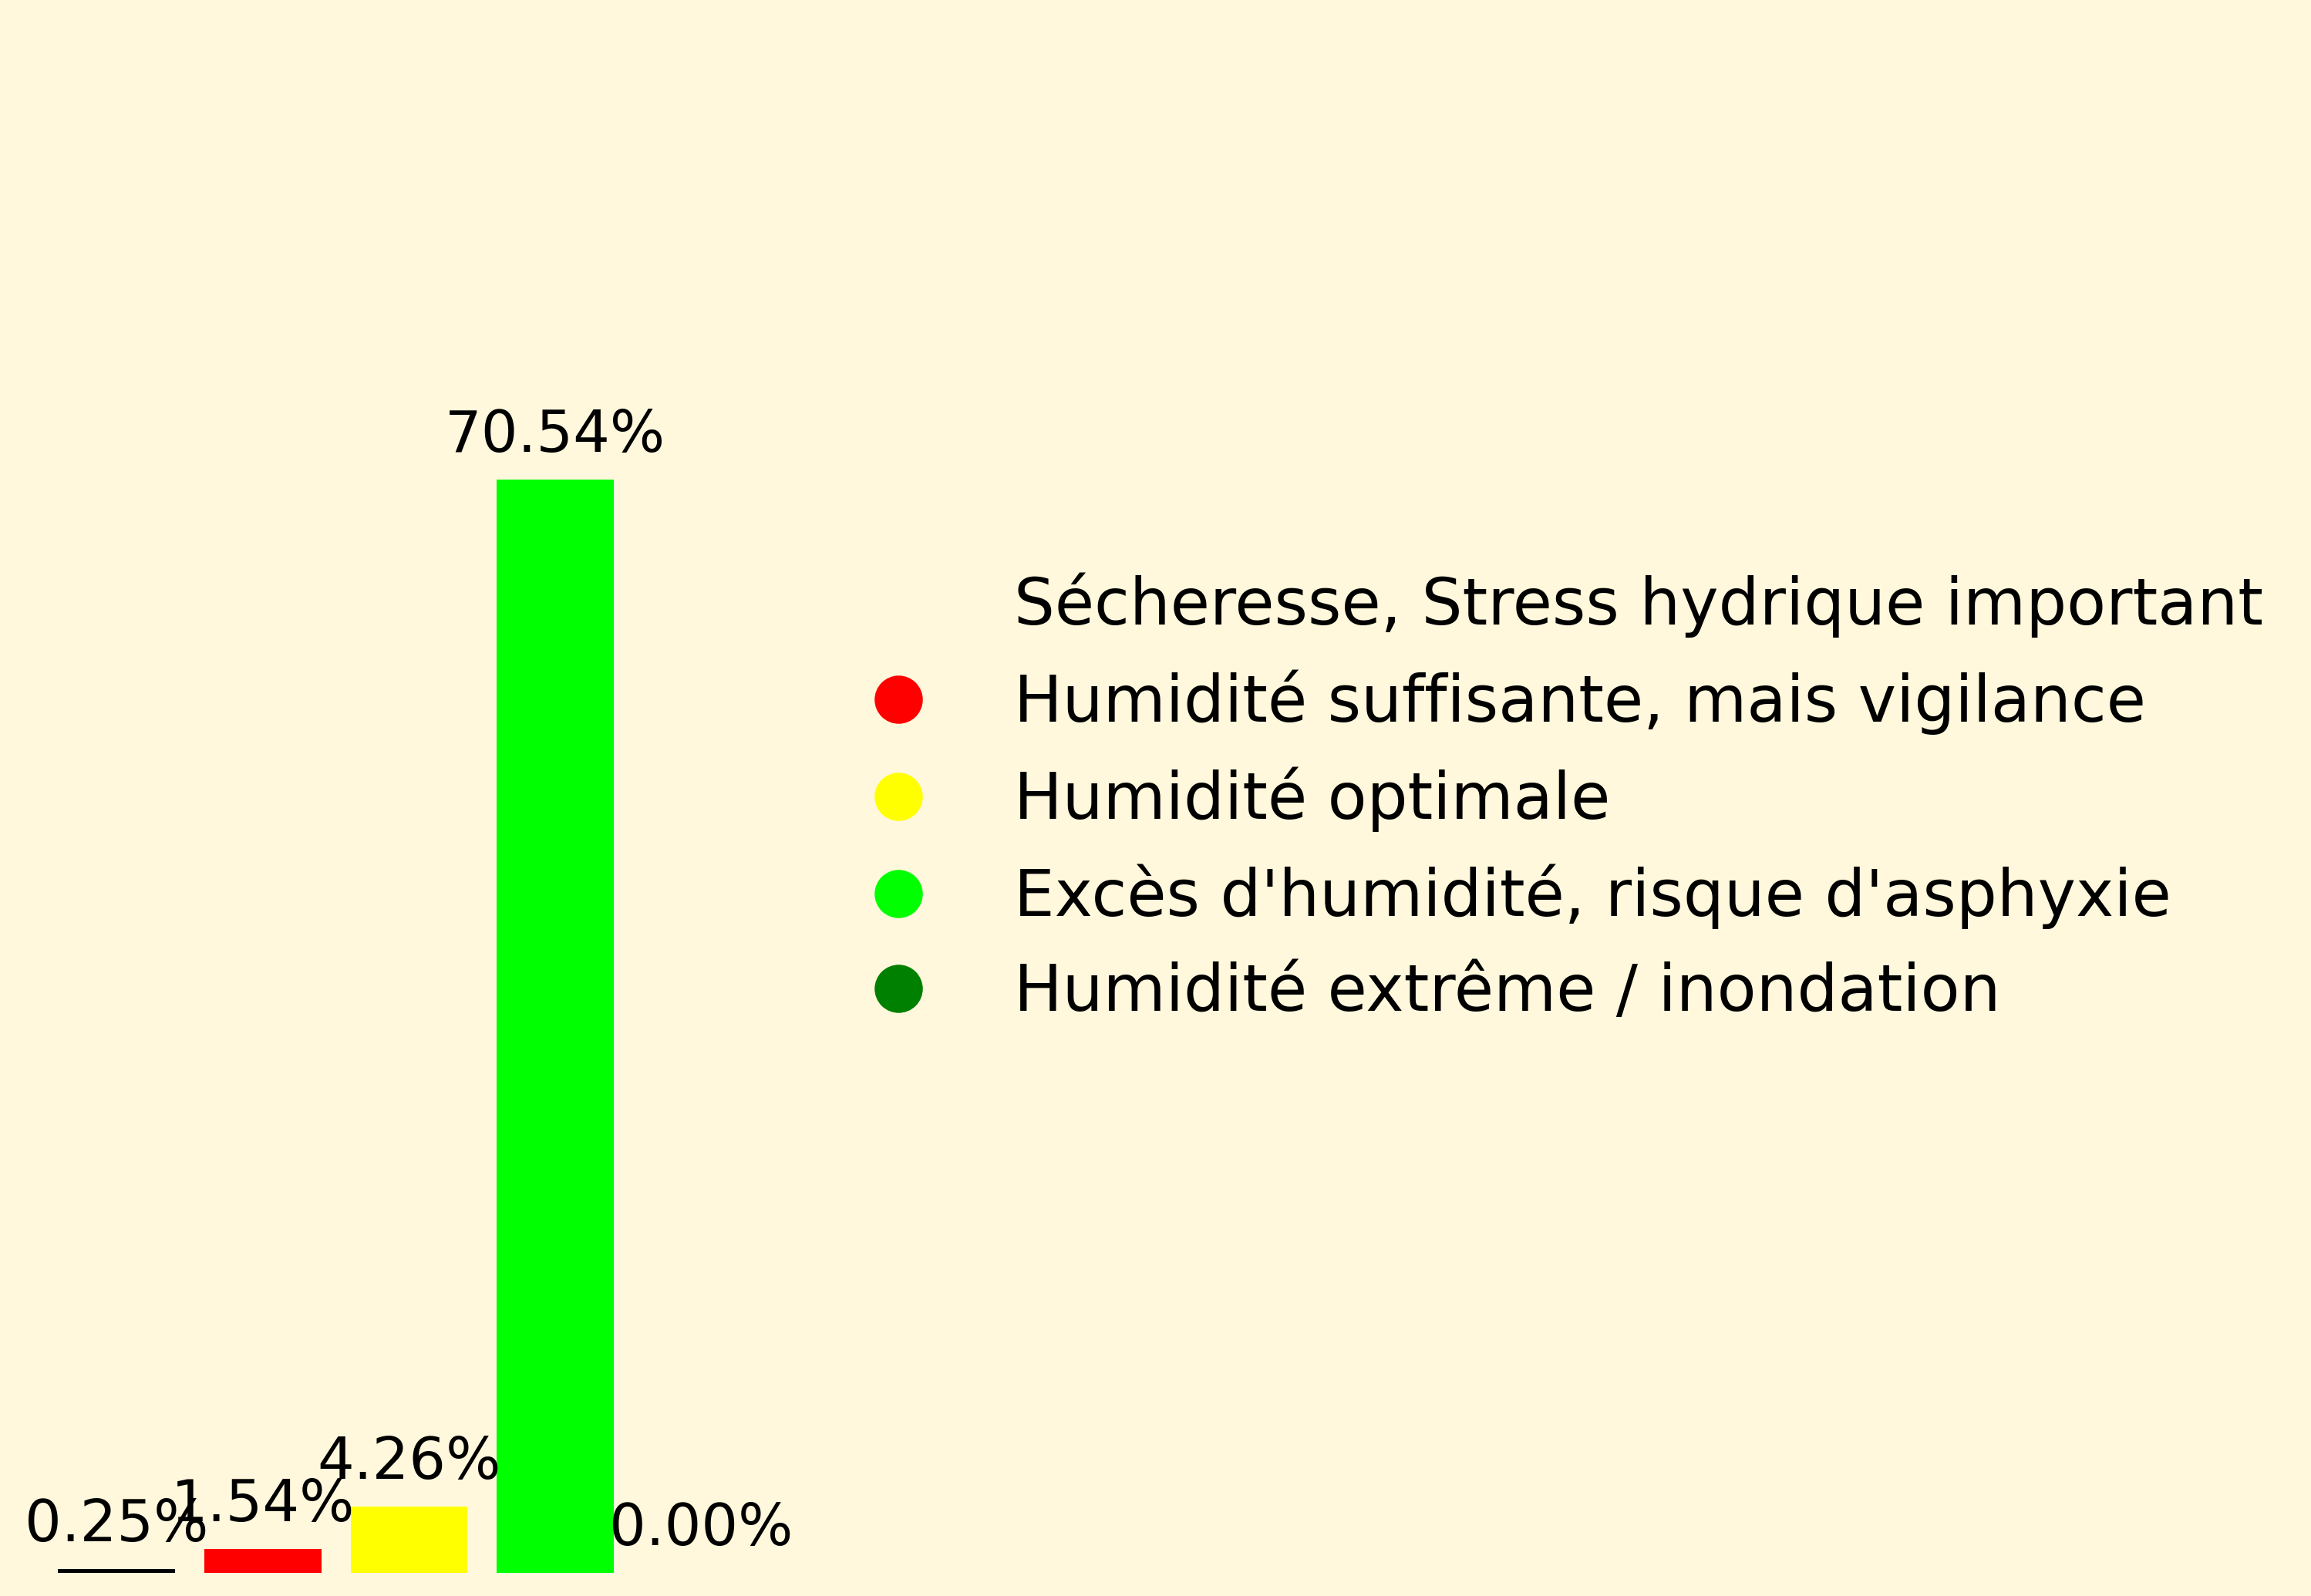 70.54%
Sécheresse, Stress hydrique important
Humidité suffisante, mais vigilance
Humidité optimale
Excès d'humidité, risque d'asphyxie
Humidité extrême / inondation
4.26%
1.54%
0.25%
0.00%